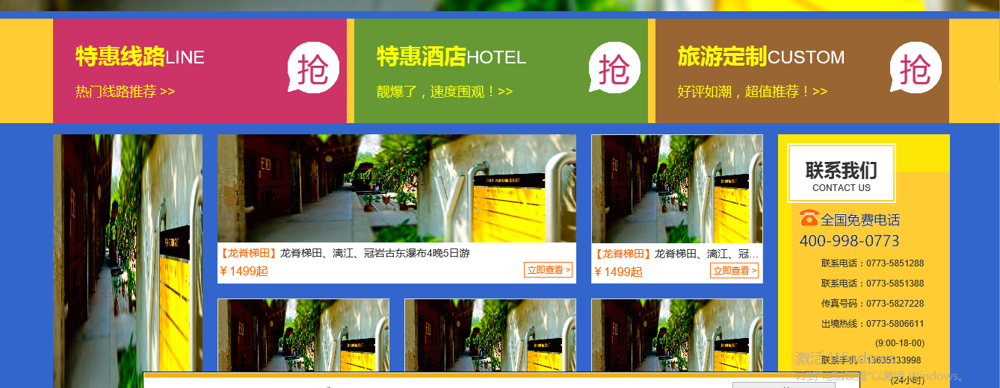 特惠线路LINE
热门线路推荐 >>
抢
特惠酒店HOTEL
靓爆了，速度围观！>>
抢
旅游定制CUSTOM
好评如潮，超值推荐！>>
抢
【龙脊梯田】龙脊梯田、漓江、冠岩古东瀑布4晚5日游
￥1499起
立即查看 >
【龙脊梯田】龙脊梯田、漓江、冠...
￥1499起
立即查看 >
联系我们
CONTACT US
全国免费电话
400-998-0773
联系电话：0773-5851288
联系电话：0773-5851388
传真号码：0773-5827228
出境热线：0773-5806611
(9:00-18-00)
联系手机：13635133998
(24小时)
激活 Windows
转到"电脑设置"以激活 Windows。